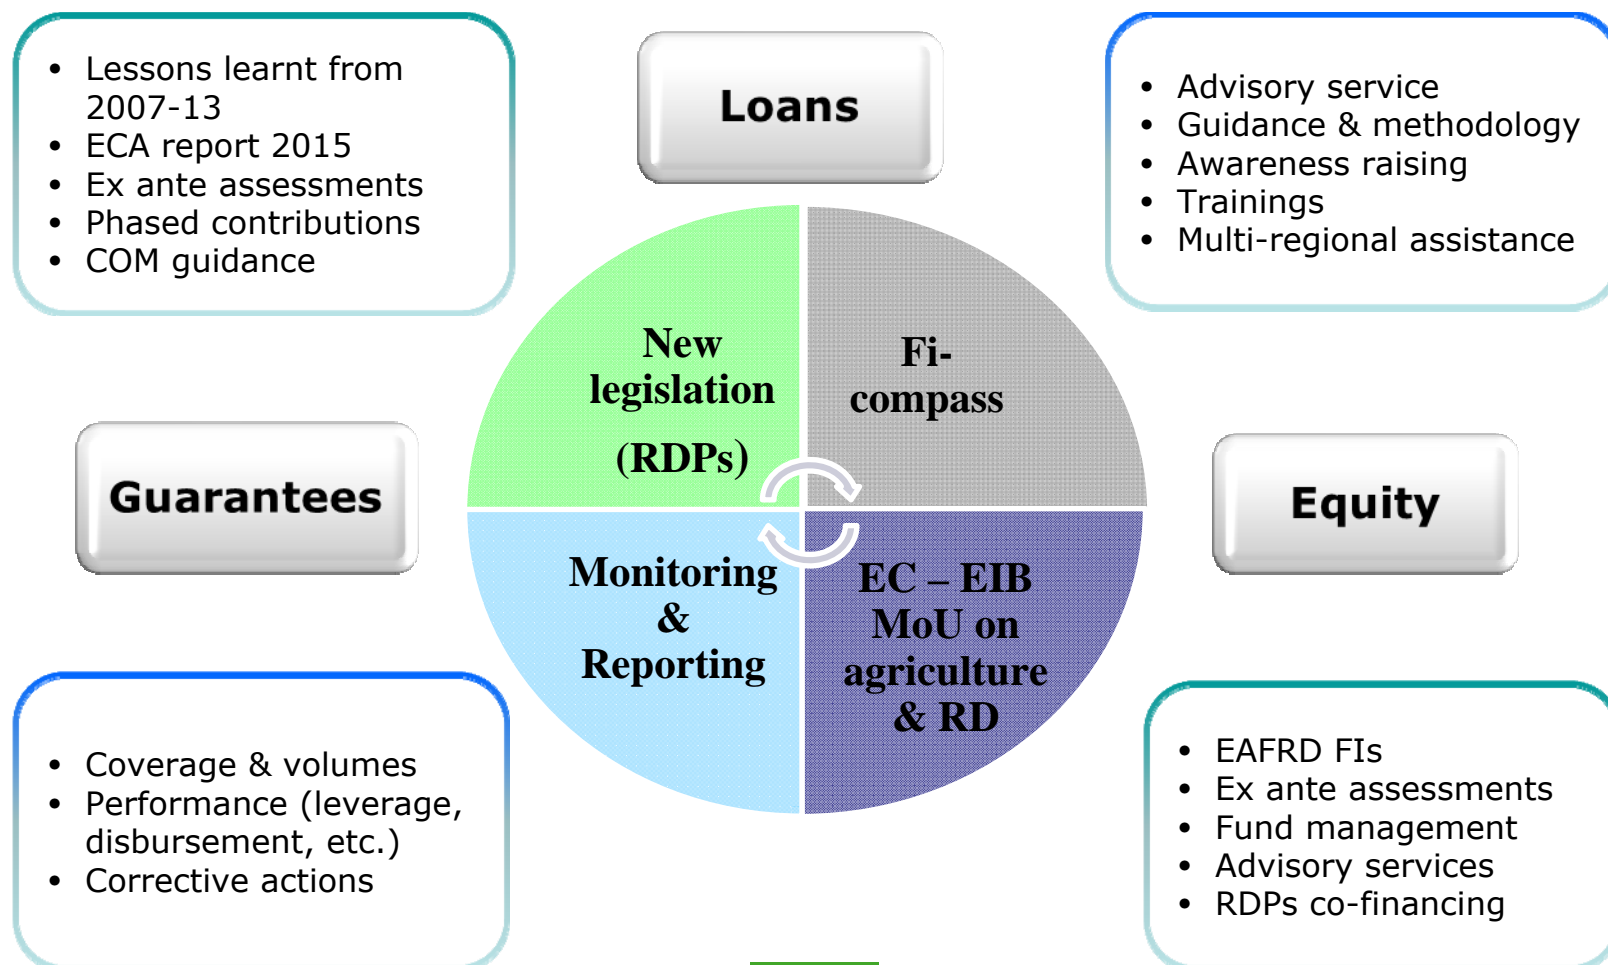 • Lessons learnt from
2007-13
• ECA report 2015
• Ex ante assessments
• Phased contributions
• COM guidance
Loans
• Advisory service
• Guidance & methodology
• Awareness raising
• Trainings
• Multi-regional assistance
New
legislation
(RDPs)
Fi-
compass
Guarantees
Equity
Monitoring
&
Reporting
EC – EIB
MoU on
agriculture
& RD
• Coverage & volumes
• Performance (leverage,
disbursement, etc.)
• Corrective actions
• EAFRD FIs
• Ex ante assessments
• Fund management
• Advisory services
• RDPs co-financing